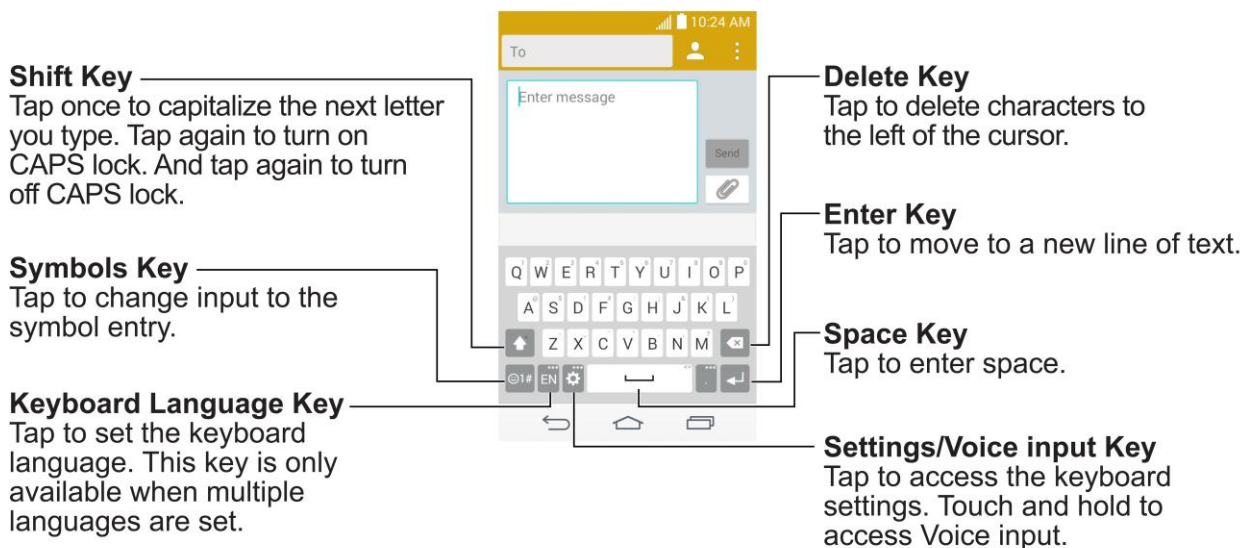 Shift Key
Tap once to capitalize the next letter
you type. Tap again to turn on
CAPS lock. And tap again to turn
off CAPS lock.
Symbols Key
Tap to change input to the
symbol entry.
Keyboard Language Key
Tap to set the keyboard
language. This key is only
available when multiple
languages are set.
10:24 AM
To
Enter message
Send
Q W E R T Y U I O P
A S D F G H J K L
Z X C V B N M
1# EN .
Delete Key
Tap to delete characters to
the left of the cursor.
Enter Key
Tap to move to a new line of text.
Space Key
Tap to enter space.
Settings/Voice input Key
Tap to access the keyboard
settings. Touch and hold to
access Voice input.